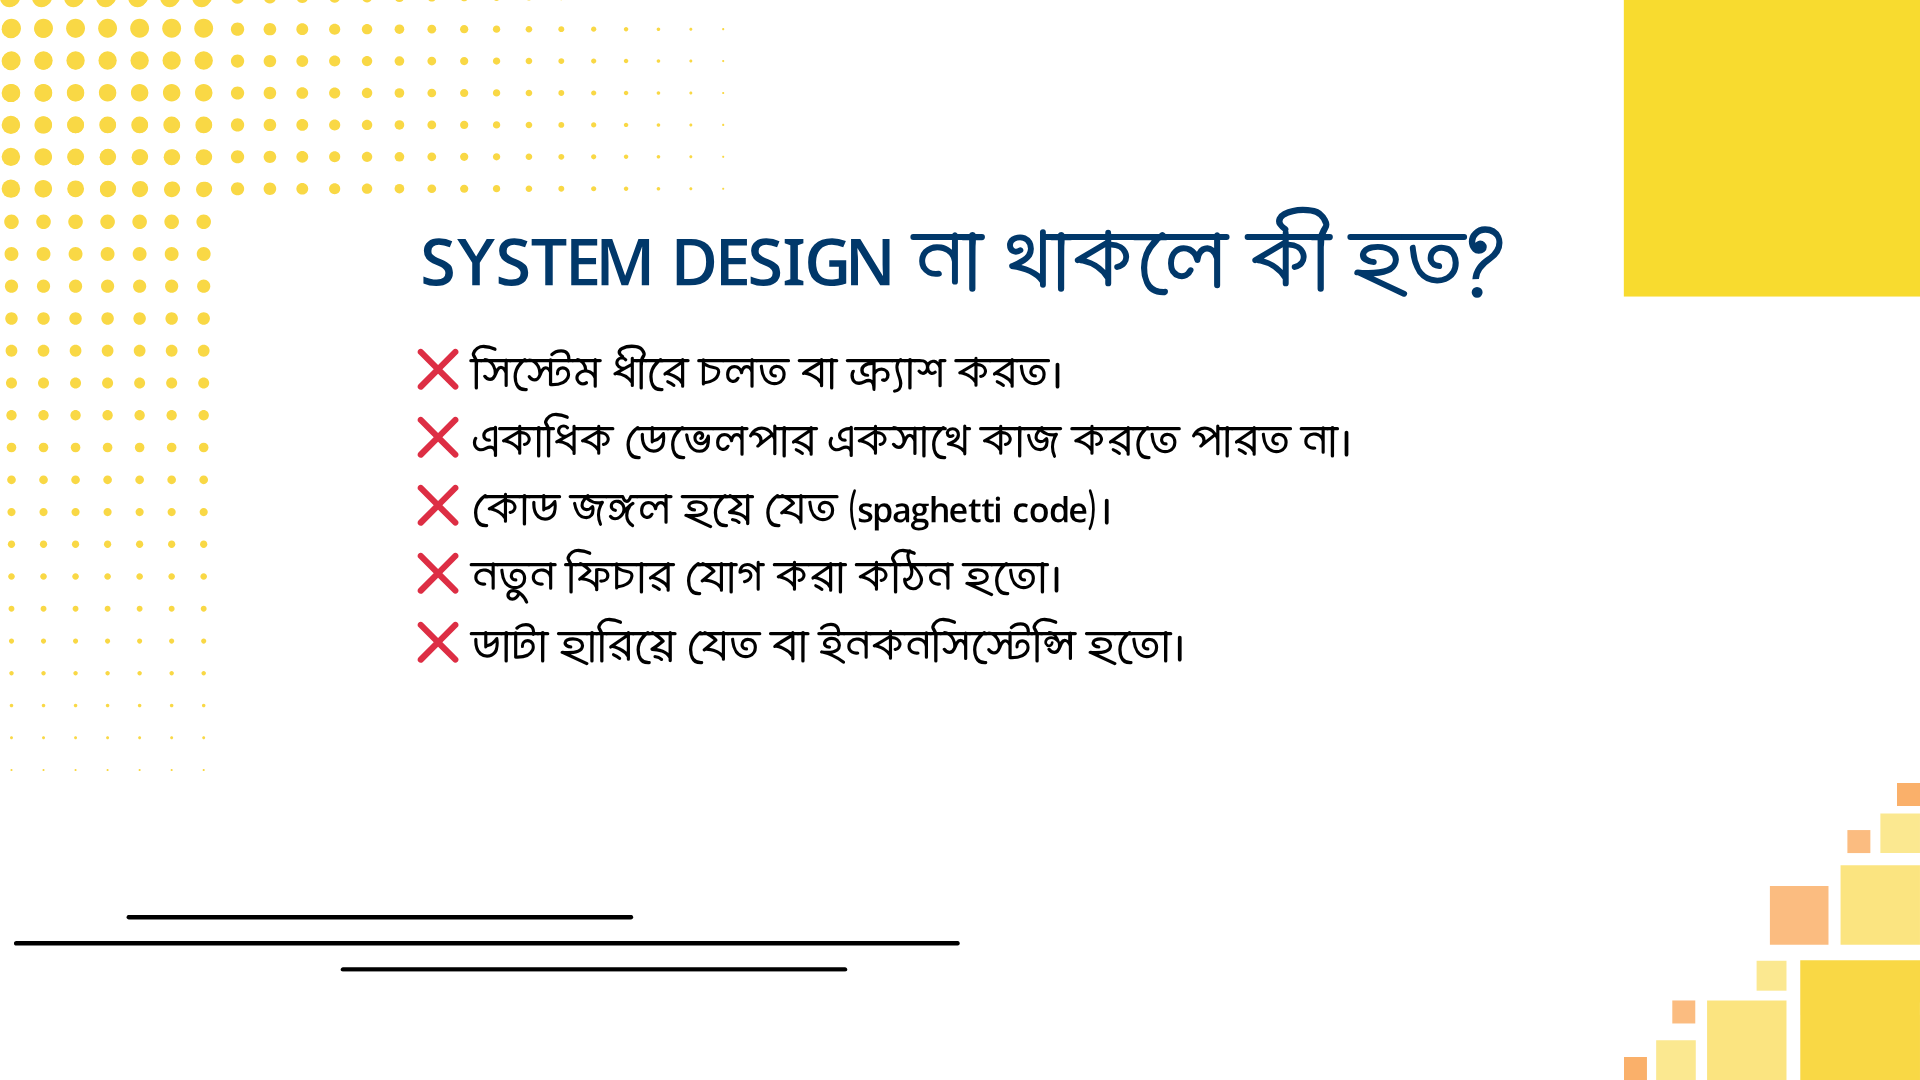 SYSTEM DESIGN না থাকলে কী হত?
❌ সিস্টেম ধীরে চলত বা ক্র্যাশ করত।
❌ একাধিক ডেভেলপার একসাথে কাজ করতে পারত না।
❌ কোড জঙ্গল হয়ে যেত (spaghetti code)।
❌ নতুন ফিচার যোগ করা কঠিন হতো।
❌ ডাটা হারিয়ে যেত বা ইনকনসিস্টেন্সি হতো।